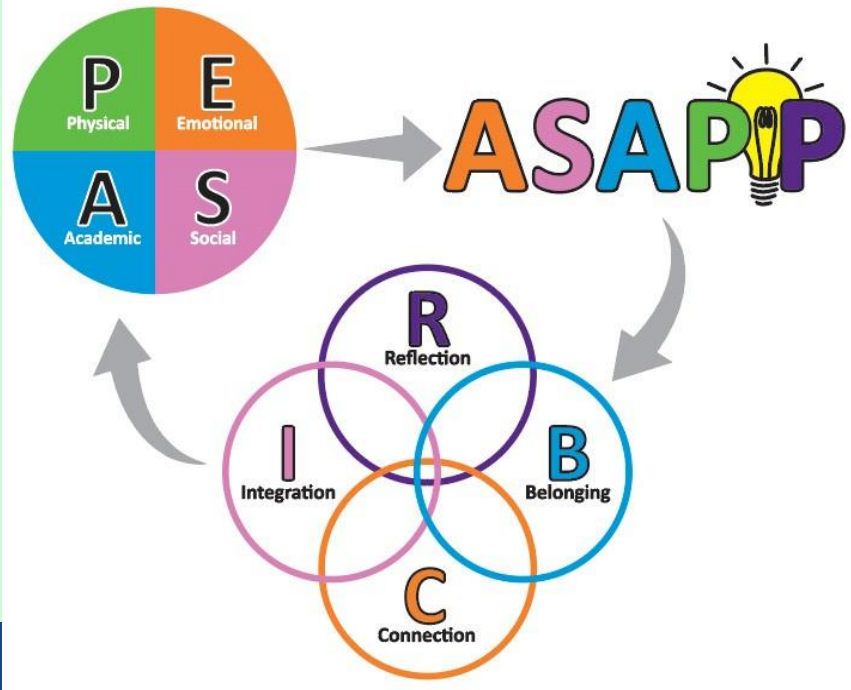 P
Physical
E
Emotional
A
Academic
S
Social
ASAPP
R
Reflection
I
Integration
B
Belonging
C
Connection